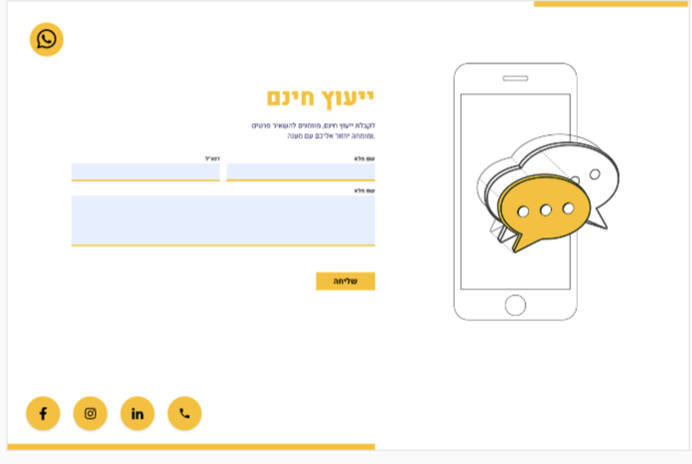 ייעוץ חינם
לקבלת ייעוץ חינם, מוזמנים להשאיר פרטים
ומומחה יחזור אליכם עם מענה.
שם מלא
דוא״ל
שם מלא
שליחה
in